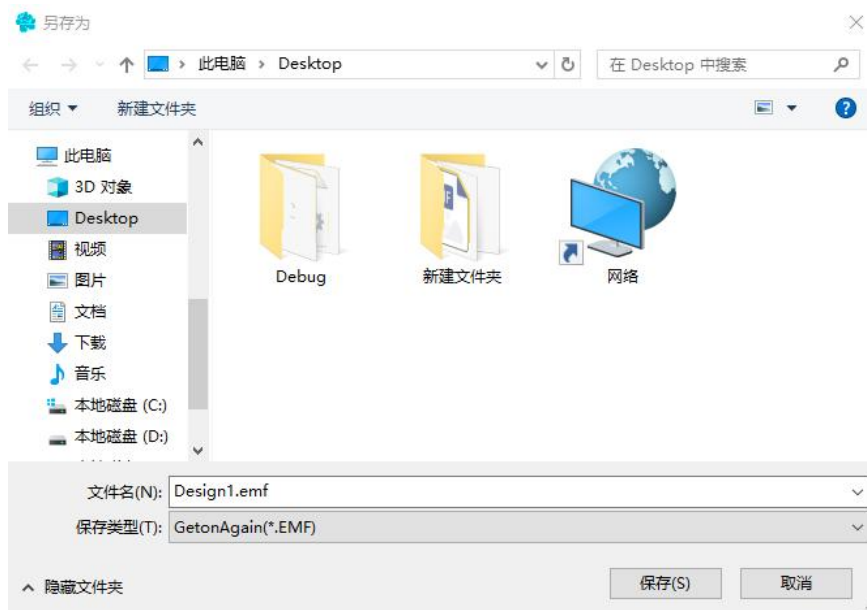 另存为
此电脑 › Desktop
在 Desktop 中搜索
组织
新建文件夹
此电脑
3D 对象
Desktop
视频
图片
文档
下载
音乐
本地磁盘 (C:)
本地磁盘 (D:)
Debug
新建文件夹
网络
文件名(N): Design1.emf
保存类型(T): GetonAgain(*.EMF)
隐藏文件夹
保存(S)
取消